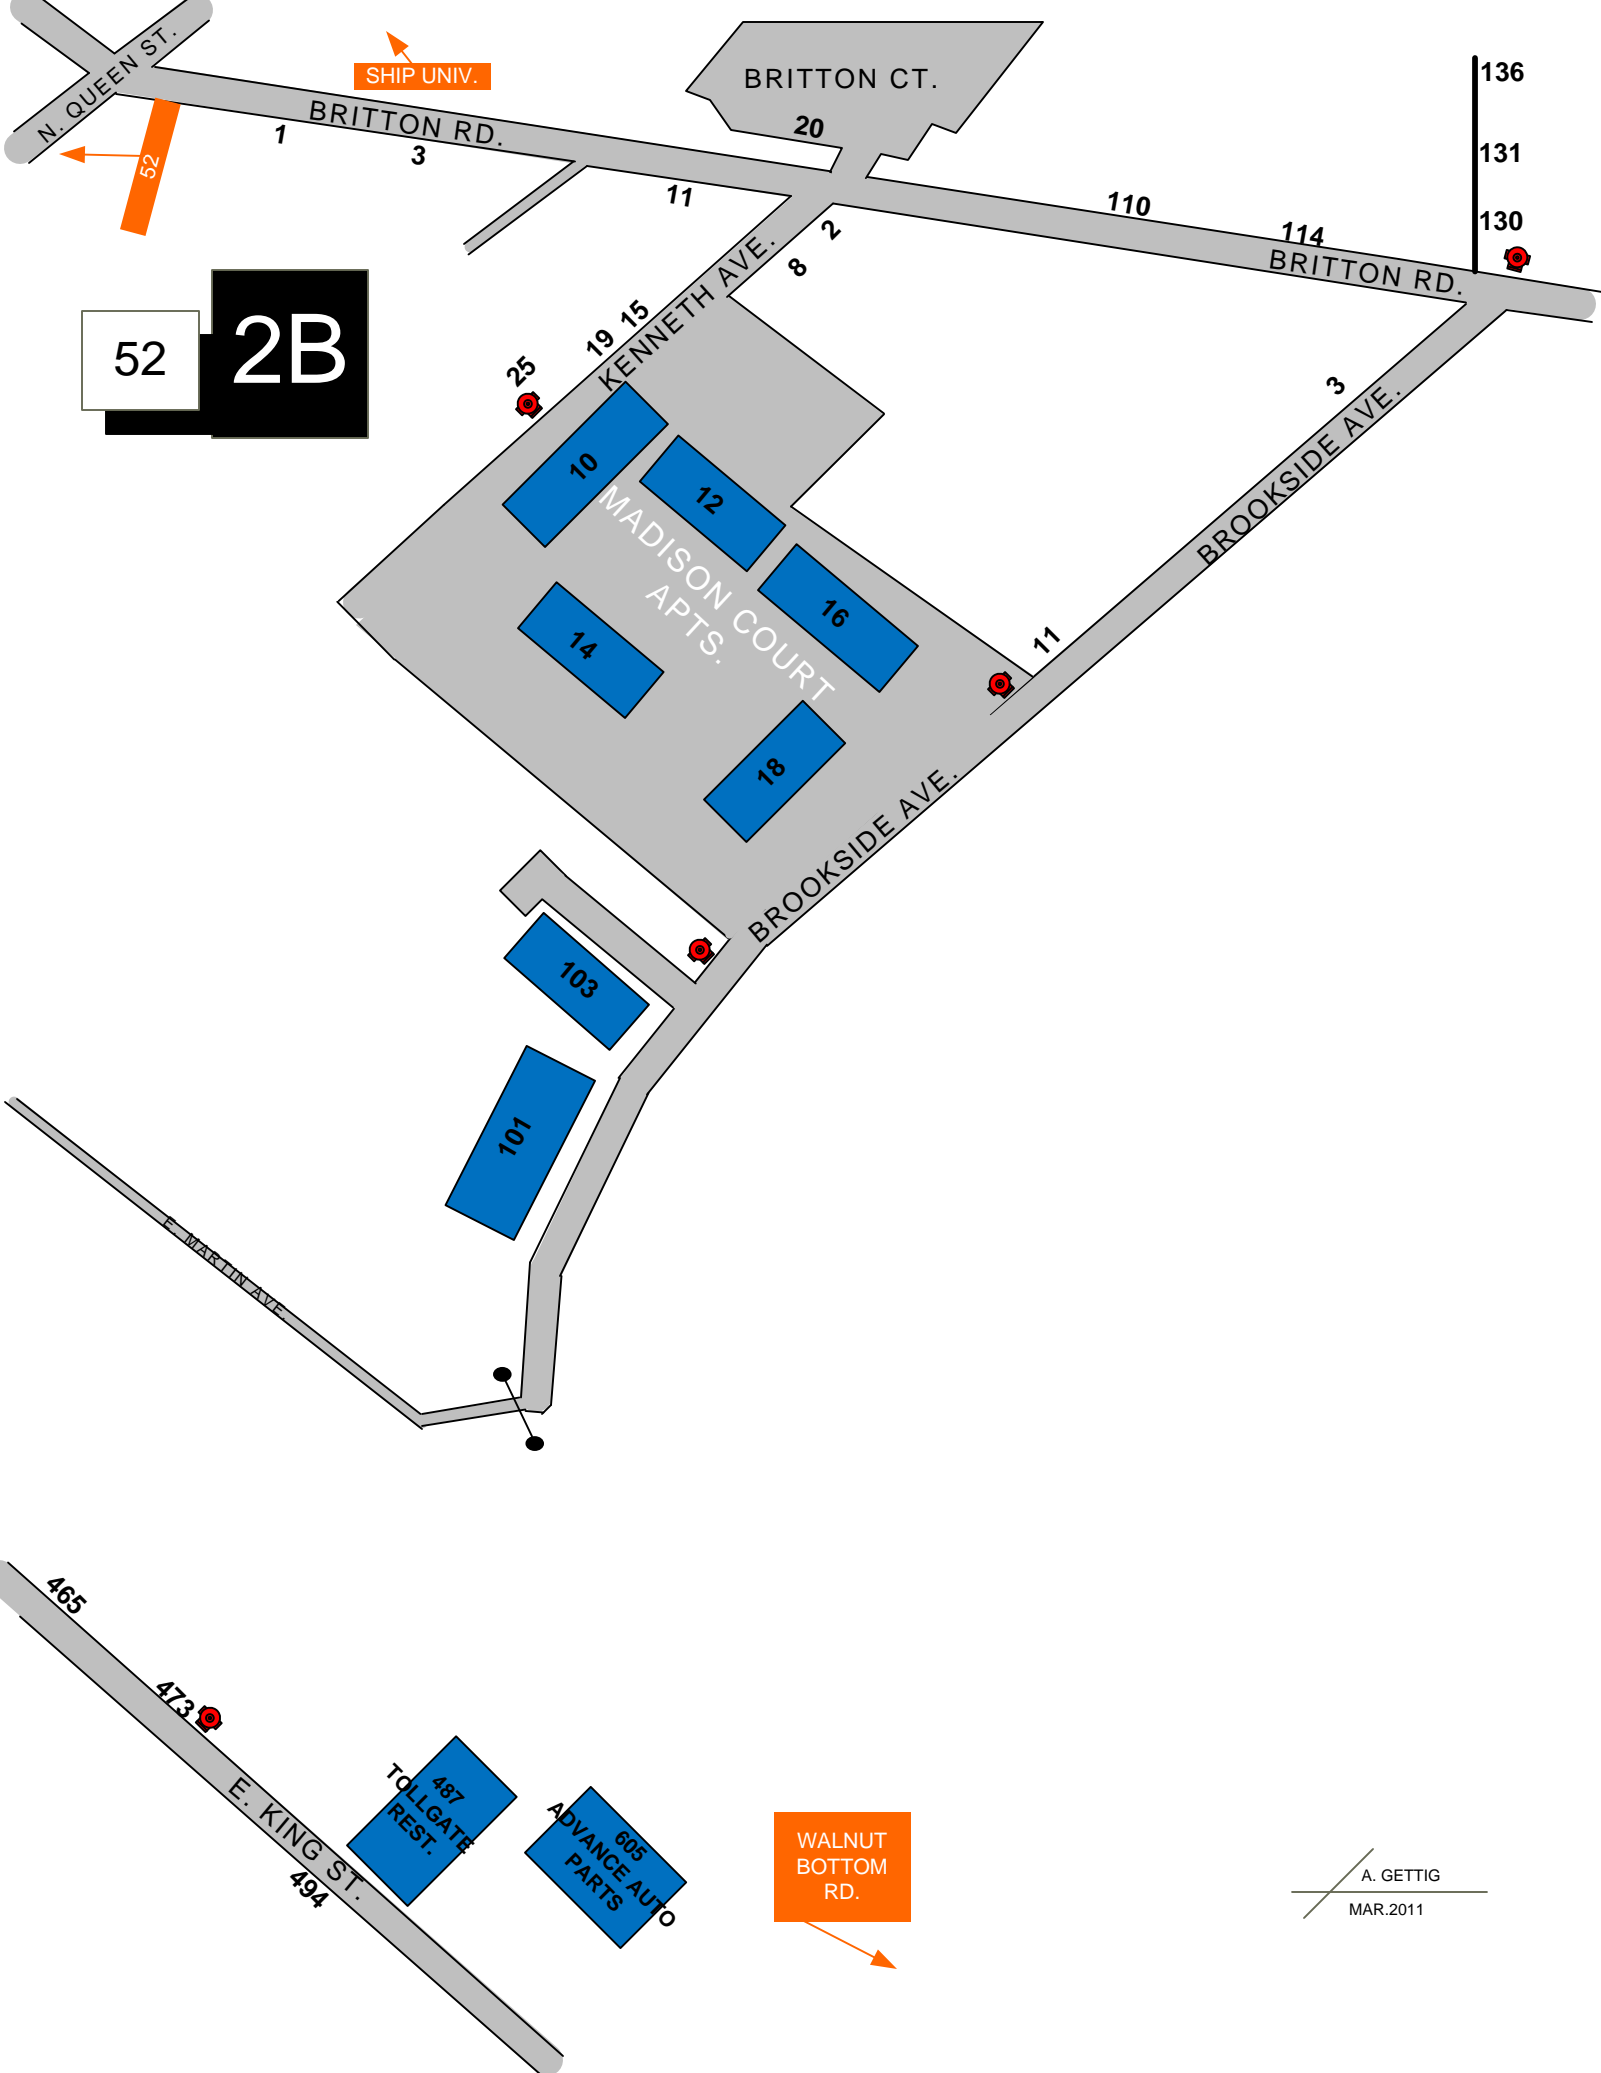 N. QUEEN ST.
SHIP UNIV.
BRITTON CT.
136
BRITTON RD.
20
1
3
52
131
11
110
130
2
114
8
BRITTON RD.
52
2B
15
19
KENNETH AVE.
25
3
BROOKSIDE AVE.
10
12
MADISON COURT
APTS.
16
14
11
18
BROOKSIDE AVE.
103
101
E. MARTIN AVE.
465
473
E. KING ST.
494
487
TOLLGATE
REST.
605
ADVANCE AUTO
PARTS
WALNUT
BOTTOM
RD.
A. GETTIG
MAR.2011